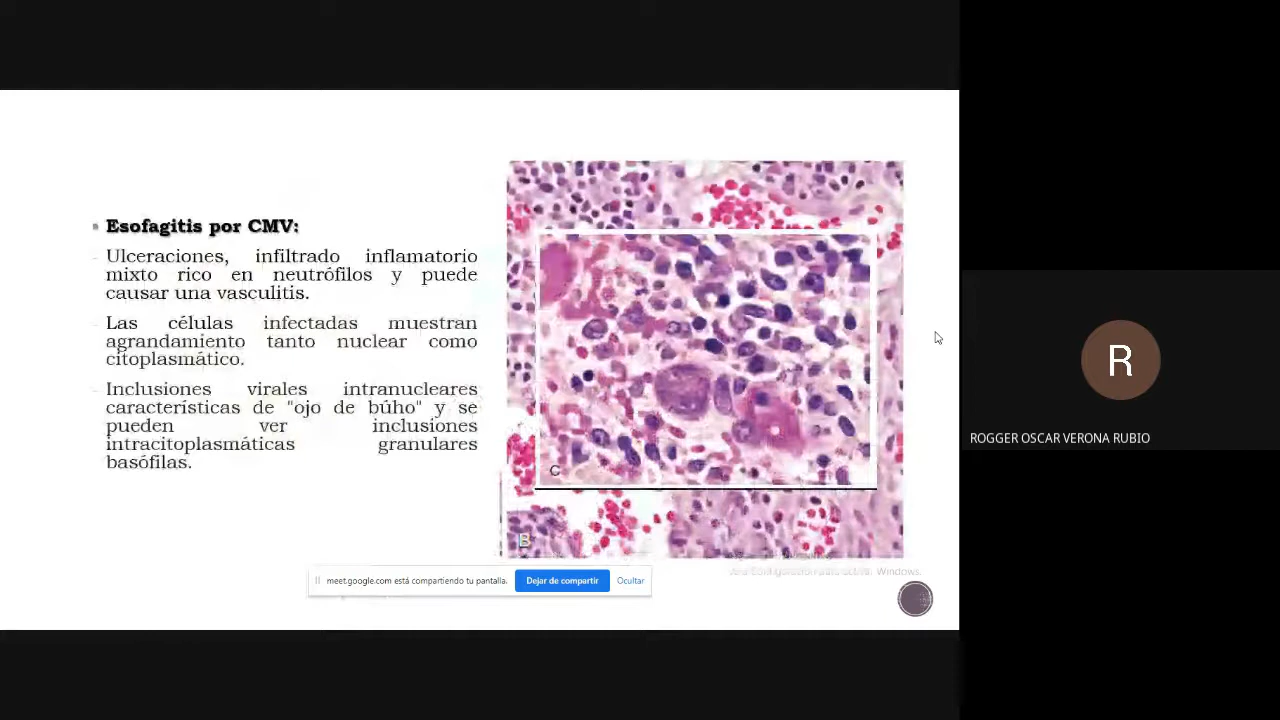 Esofagitis por CMV:
Ulceraciones, infiltrado inflamatorio
mixto rico en neutrófilos y puede
causar una vasculitis.
Las células infectadas muestran
agrandamiento tanto nuclear como
citoplasmático.
Inclusiones virales intranucleares
características de "ojo de búho" y se
pueden ver inclusiones
intracitoplasmáticas granulares
basófilas.
C
B
Windows.
meet.google.com está compartiendo tu pantalla. Dejar de compartir Ocultar
R
ROGGER OSCAR VERONA RUBIO